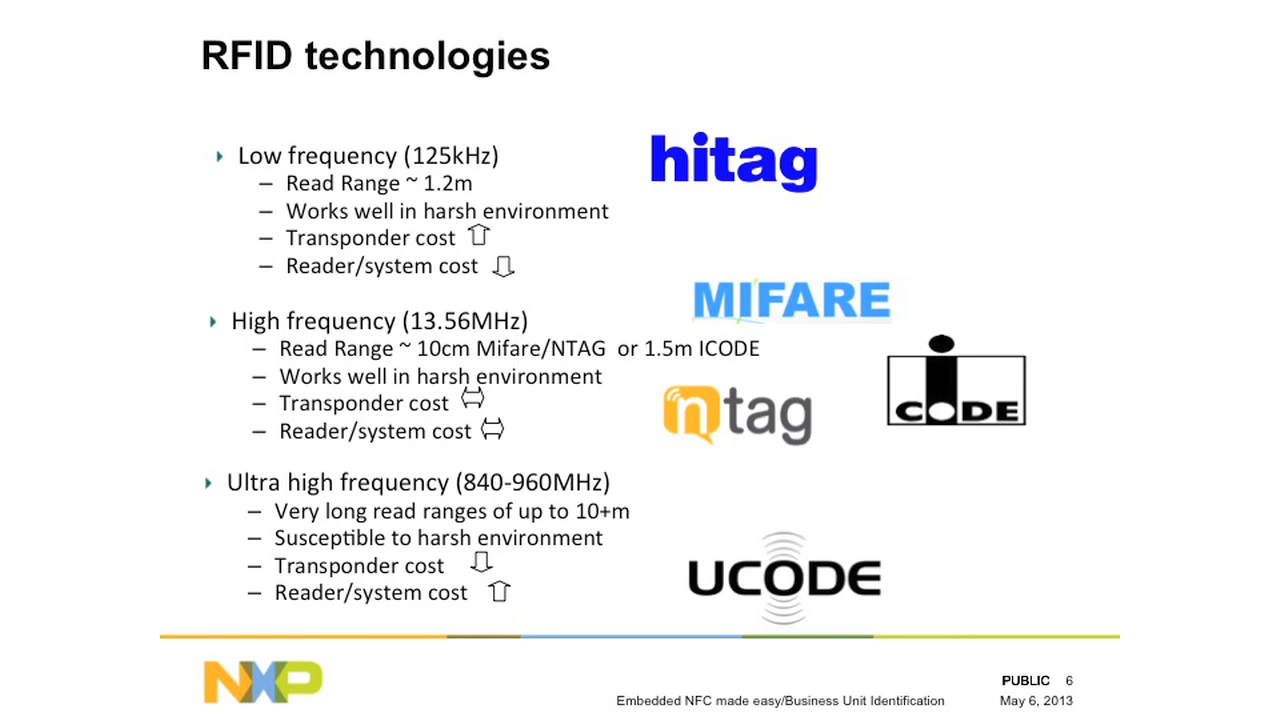 RFID technologies
Low frequency (125kHz)
– Read Range ~ 1.2m
– Works well in harsh environment
– Transponder cost
– Reader/system cost
hitag
High frequency (13.56MHz)
– Read Range ~ 10cm Mifare/NTAG or 1.5m ICODE
– Works well in harsh environment
– Transponder cost
– Reader/system cost
MIFARE
ntag
iCODE
Ultra high frequency (840-960MHz)
– Very long read ranges of up to 10+m
– Susceptible to harsh environment
– Transponder cost
– Reader/system cost
UCODE
NXP
PUBLIC 6
Embedded NFC made easy/Business Unit Identification May 6, 2013